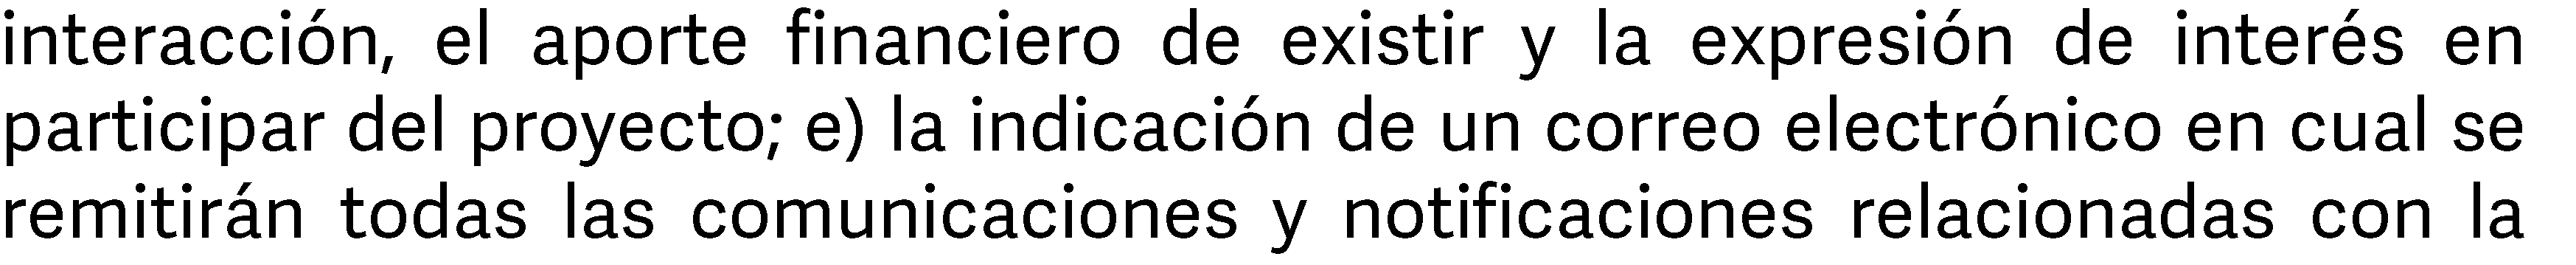 interacción, el aporte financiero de existir y la expresión de interés en
participar del proyecto; e) la indicación de un correo electrónico en cual se
remitirán todas las comunicaciones y notificaciones relacionadas con la